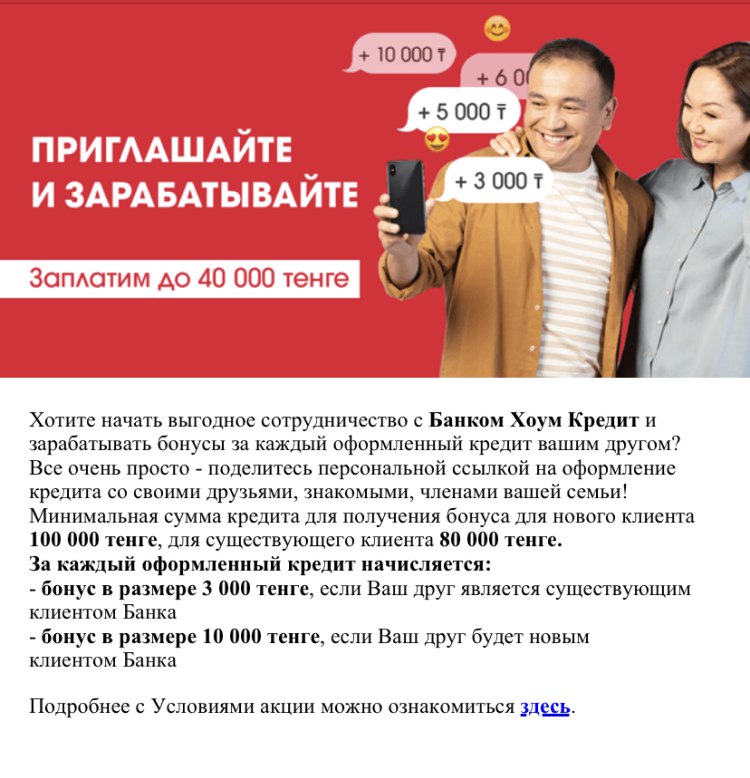 + 10 000 ₸
+ 5 000 ₸
+ 3 000 ₸
ПРИГЛАШАЙТЕ
И ЗАРАБАТЫВАЙТЕ
Заплатим до 40 000 тенге
Хотите начать выгодное сотрудничество с Банком Хоум Кредит и
зарабатывать бонусы за каждый оформленный кредит вашим другом?
Все очень просто - поделитесь персональной ссылкой на оформление
кредита со своими друзьями, знакомыми, членами вашей семьи!
Минимальная сумма кредита для получения бонуса для нового клиента
100 000 тенге, для существующего клиента 80 000 тенге.
За каждый оформленный кредит начисляется:
- бонус в размере 3 000 тенге, если Ваш друг является существующим
клиентом Банка
- бонус в размере 10 000 тенге, если Ваш друг будет новым
клиентом Банка
Подробнее с Условиями акции можно ознакомиться здесь.